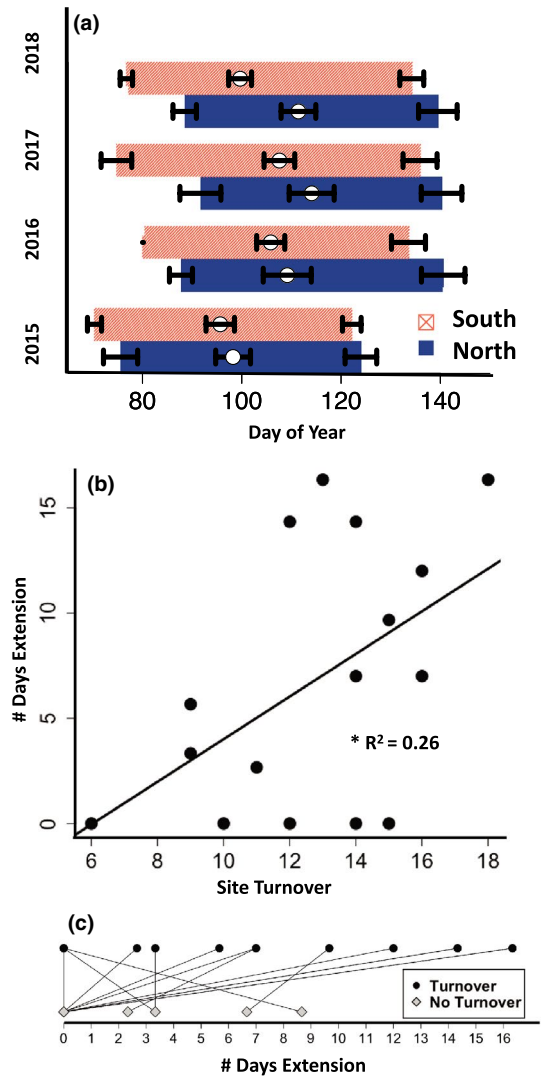 (a)
2018
2017
2016
2015
South
North
80 100 120 140
Day of Year
(b)
15
10
5
0
# Days Extension
* R² = 0.26
6 8 10 12 14 16 18
Site Turnover
(c)
Turnover
No Turnover
0 1 2 3 4 5 6 7 8 9 10 11 12 13 14 15 16
# Days Extension